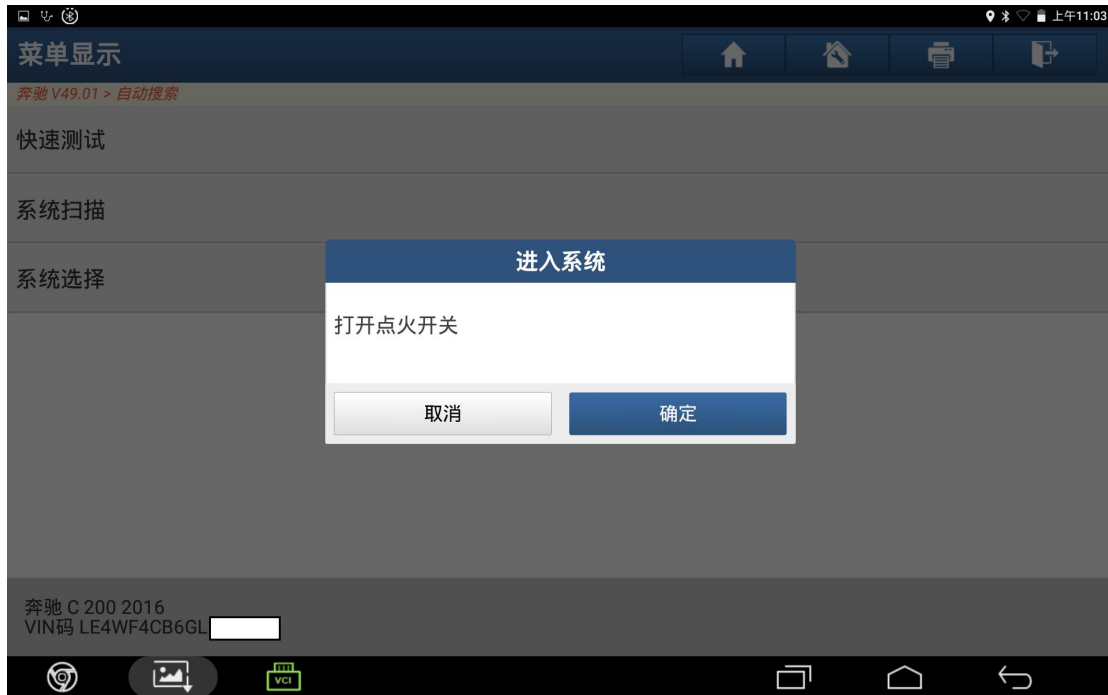 上午11:03
菜单显示
奔驰 V49.01 > 自动搜索
快速测试
系统扫描
系统选择
进入系统
打开点火开关
取消
确定
奔驰 C 200 2016
VIN码 LE4WF4CB6GL
VCI